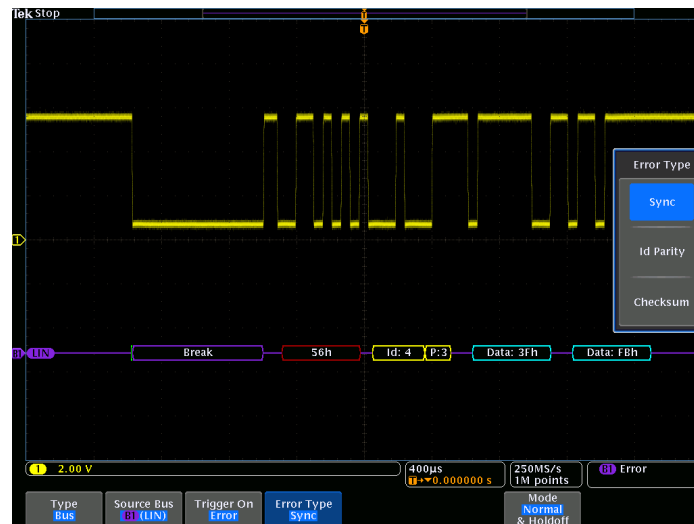 Tek Stop
T
T
Error Type
Sync
Id Parity
Checksum
1
B1 LIN Break 56h Id: 4 P:3 Data: 3Fh Data: FBh
1 2.00 V
400µs
T→▼0.000000 s
250MS/s
1M points
B1 Error
Type
Bus
Source Bus
B1 (LIN)
Trigger On
Error
Error Type
Sync
Mode
Normal
& Holdoff